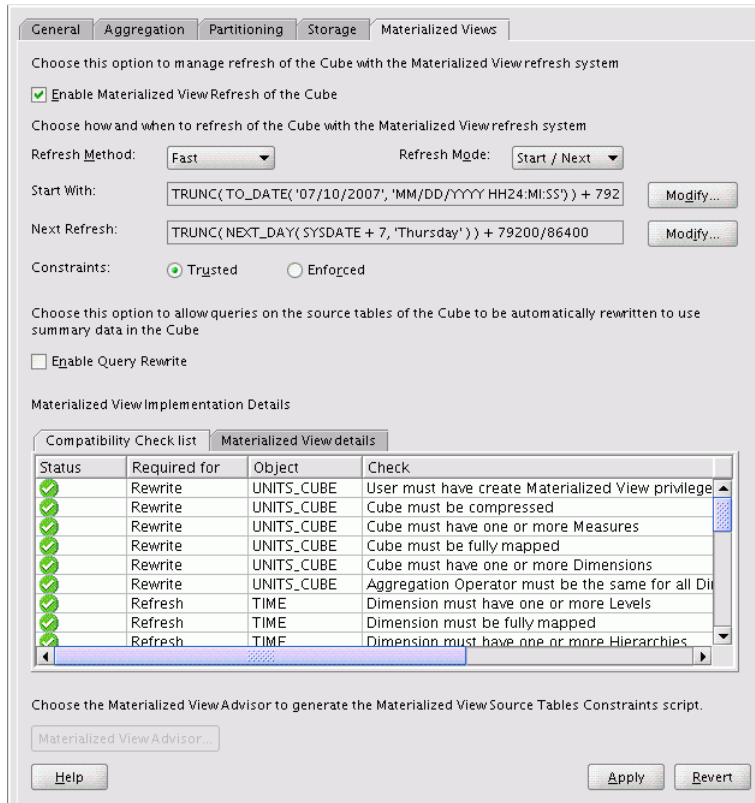 General Aggregation Partitioning Storage Materialized Views
Choose this option to manage refresh of the Cube with the Materialized View refresh system
Enable Materialized View Refresh of the Cube
Choose how and when to refresh of the Cube with the Materialized View refresh system
Refresh Method: Fast Refresh Mode: Start / Next
Start With: TRUNC( TO_DATE( '07/10/2007', 'MM/DD/YYYY HH24:MI:SS') ) + 792 Modify...
Next Refresh: TRUNC( NEXT_DAY( SYSDATE + 7, 'Thursday' ) ) + 79200/86400 Modify...
Constraints: Trusted Enforced
Choose this option to allow queries on the source tables of the Cube to be automatically rewritten to use
summary data in the Cube
Enable Query Rewrite
Materialized View Implementation Details
Compatibility Check list Materialized View details
Status Required for Object Check
Rewrite UNITS_CUBE User must have create Materialized View privilege
Rewrite UNITS_CUBE Cube must be compressed
Rewrite UNITS_CUBE Cube must have one or more Measures
Rewrite UNITS_CUBE Cube must be fully mapped
Rewrite UNITS_CUBE Cube must have one or more Dimensions
Rewrite UNITS_CUBE Aggregation Operator must be the same for all Di
Refresh TIME Dimension must have one or more Levels
Refresh TIME Dimension must be fully mapped
Refresh TIME Dimension must have one or more Hierarchies
Choose the Materialized View Advisor to generate the Materialized View Source Tables Constraints script.
Materialized View Advisor...
Help Apply Revert